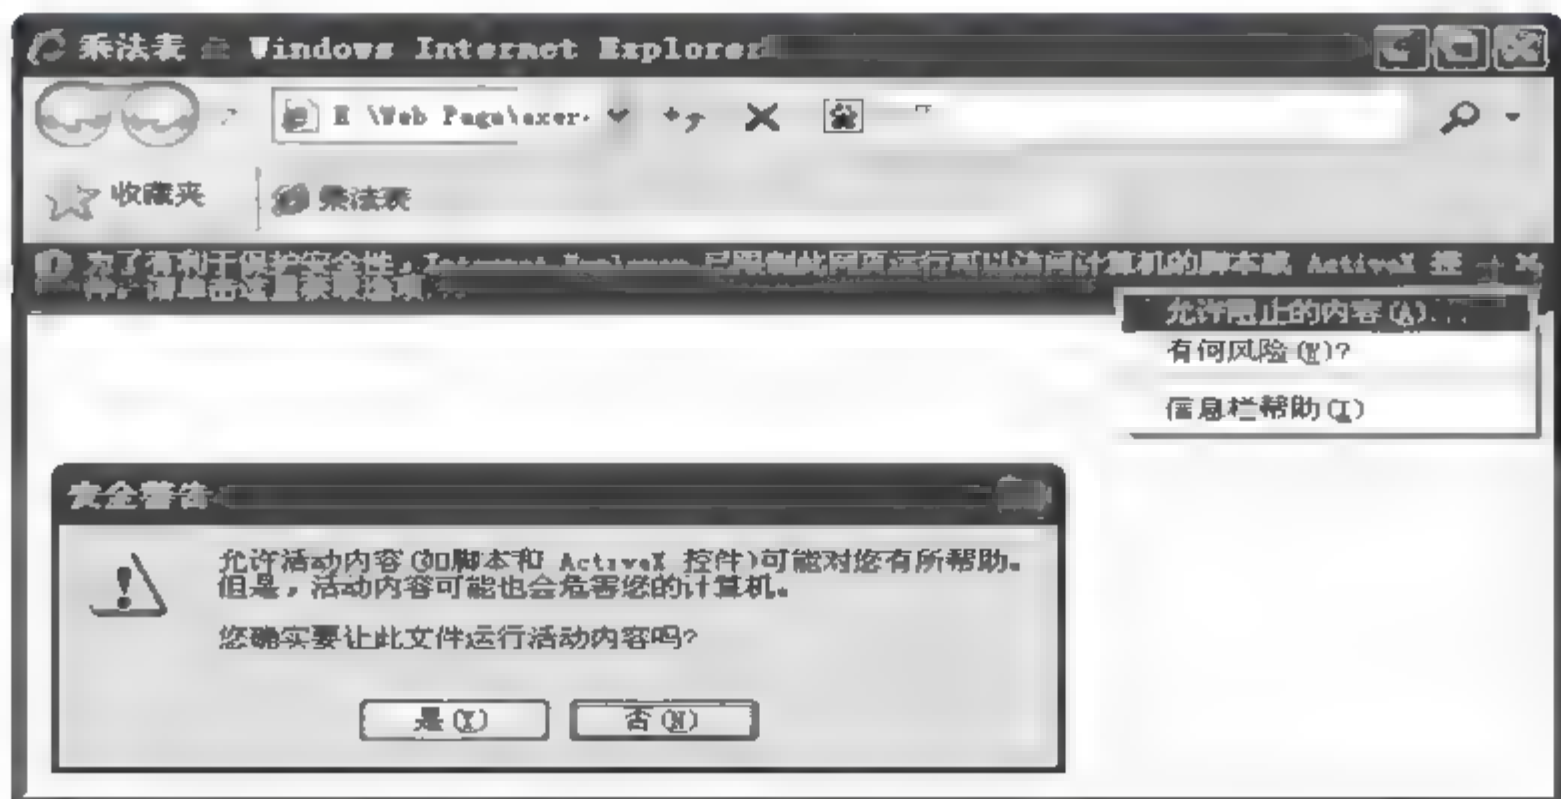 乘法表 Windows Internet Explorer
E \Web Page\exer
收藏夹 乘法表
为了有利于保护安全性，Internet Explorer 已限制此网页运行可以访问计算机的脚本或 ActiveX 控
件。请单击这里获取选项
允许阻止的内容(A)...
有何风险(W)?
信息栏帮助(I)
安全警告
允许活动内容(如脚本和 ActiveX 控件)可能对您有所帮助。
但是，活动内容可能也会危害您的计算机。
您确实要让此文件运行活动内容吗?
是(Y) 否(N)